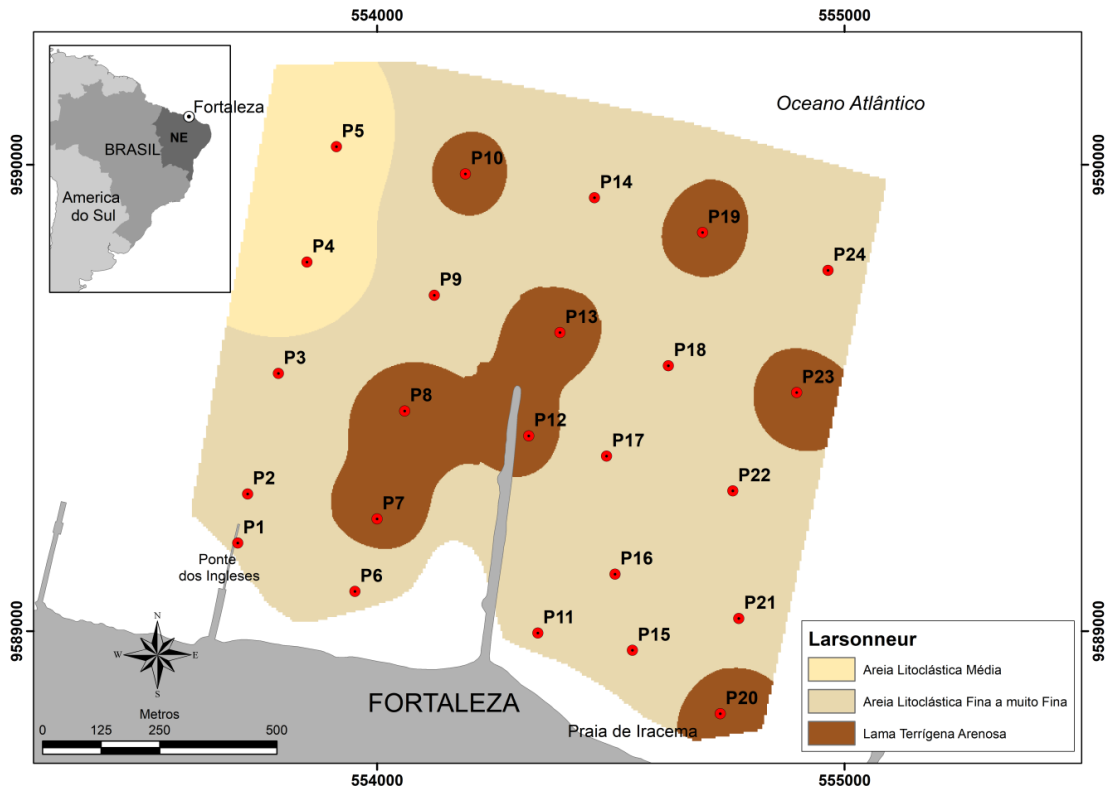 554000
555000
Oceano Atlântico
Fortaleza
NE
BRASIL
America
do Sul
9590000
9590000
P5
P10
P14
P19
P4
P24
P9
P13
P18
P3
P23
P8
P12
P17
P2
P22
P7
P1
Ponte
dos Ingleses
P16
P6
P21
P11
P15
9589000
9589000
N
W
E
S
Metros
0
125
250
500
FORTALEZA
P20
Praia de Iracema
Larsonneur
Areia Litoclástica Média
Areia Litoclástica Fina a muito Fina
Lama Terrígena Arenosa
554000
555000